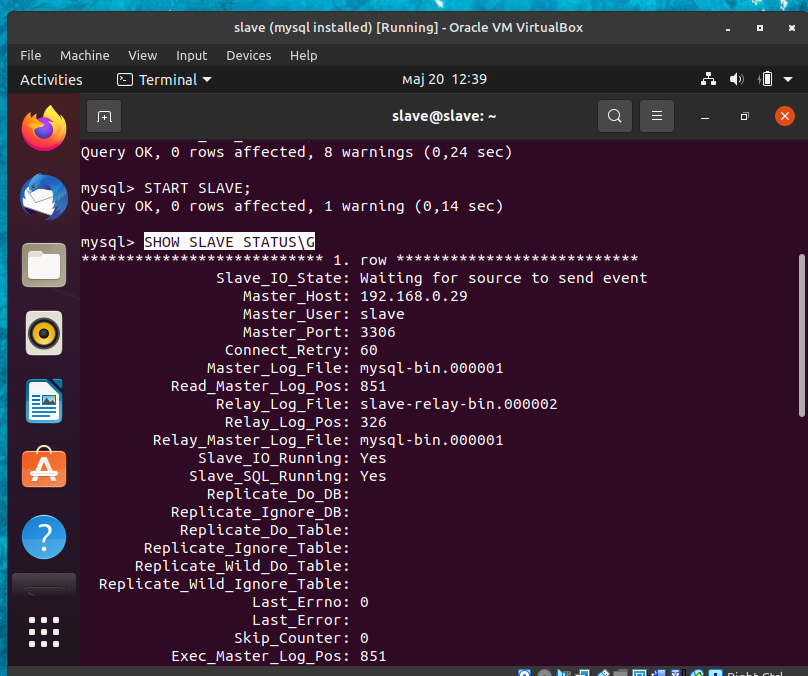 slave (mysql installed) [Running] - Oracle VM VirtualBox
File Machine View Input Devices Help
Activities Terminal мај 20 12:39
slave@slave: ~
Query OK, 0 rows affected, 8 warnings (0,24 sec)
mysql> START SLAVE;
Query OK, 0 rows affected, 1 warning (0,14 sec)
mysql> SHOW SLAVE STATUS\G
*************************** 1. row ***************************
Slave_IO_State: Waiting for source to send event
Master_Host: 192.168.0.29
Master_User: slave
Master_Port: 3306
Connect_Retry: 60
Master_Log_File: mysql-bin.000001
Read_Master_Log_Pos: 851
Relay_Log_File: slave-relay-bin.000002
Relay_Log_Pos: 326
Relay_Master_Log_File: mysql-bin.000001
Slave_IO_Running: Yes
Slave_SQL_Running: Yes
Replicate_Do_DB:
Replicate_Ignore_DB:
Replicate_Do_Table:
Replicate_Ignore_Table:
Replicate_Wild_Do_Table:
Replicate_Wild_Ignore_Table:
Last_Errno: 0
Last_Error:
Skip_Counter: 0
Exec_Master_Log_Pos: 851
Right Ctrl